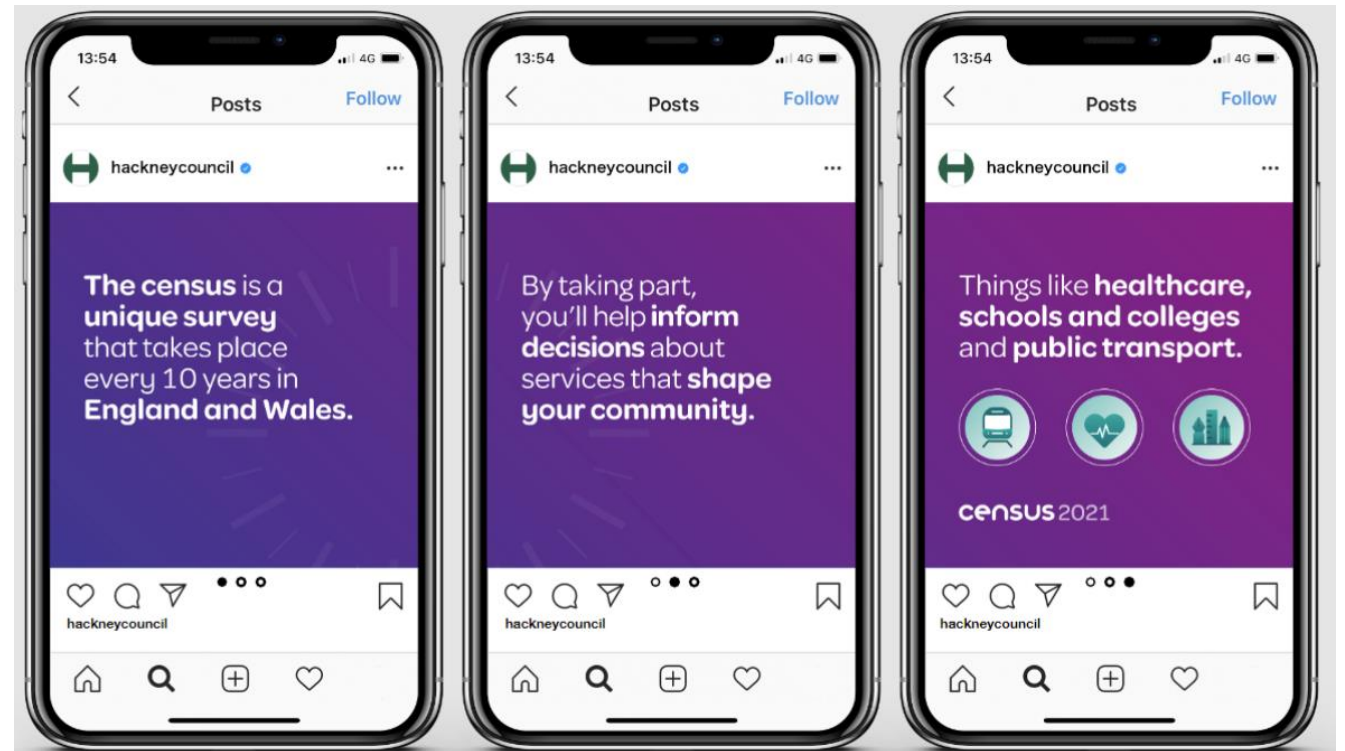 13:54
4G
Posts
Follow
hackneycouncil
The census is a
unique survey
that takes place
every 10 years in
England and Wales.
hackneycouncil
13:54
4G
Posts
Follow
hackneycouncil
By taking part,
you'll help inform
decisions about
services that shape
your community.
hackneycouncil
13:54
4G
Posts
Follow
hackneycouncil
Things like healthcare,
schools and colleges
and public transport.
census 2021
hackneycouncil